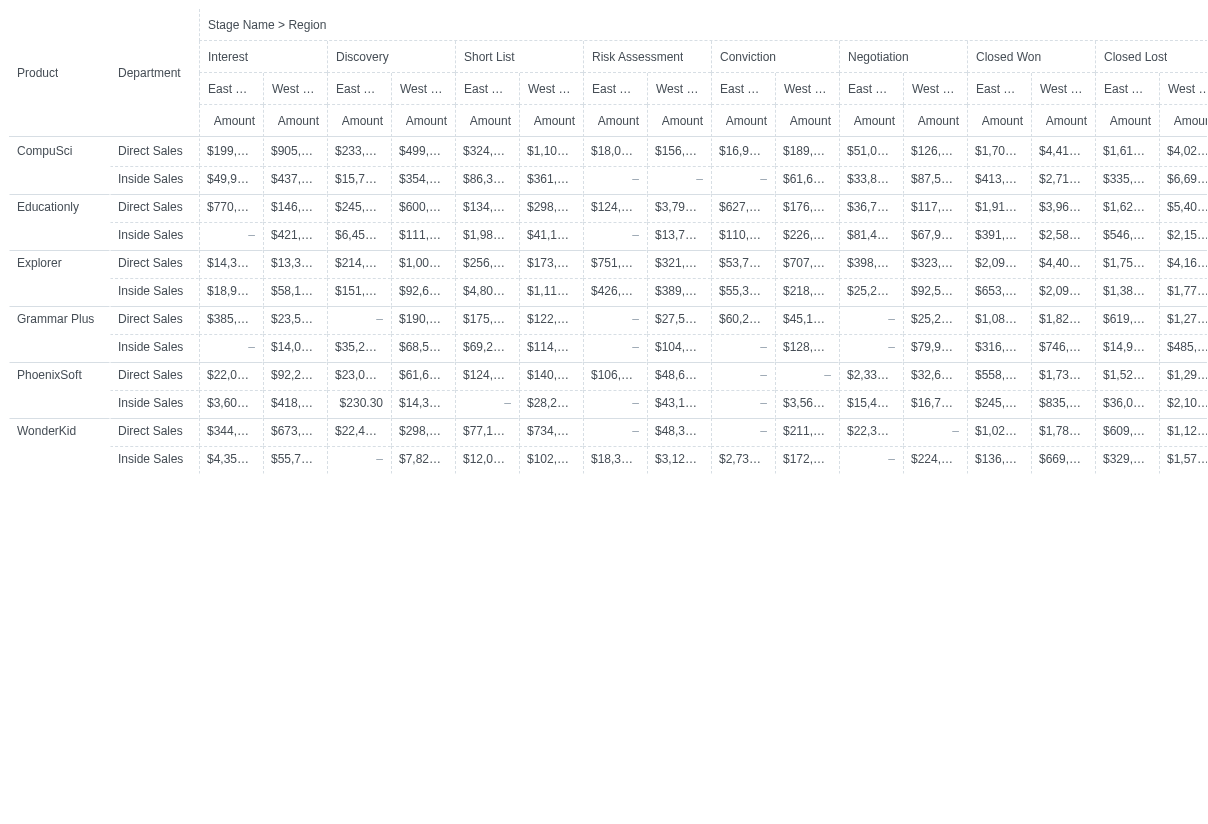 Stage Name > Region
Product Department Interest Discovery Short List Risk Assessment Conviction Negotiation Closed Won Closed Lost
East … West … East … West … East … West … East … West … East … West … East … West … East … West … East … West …
Amount Amount Amount Amount Amount Amount Amount Amount Amount Amount Amount Amount Amount Amount Amount Amoun
CompuSci Direct Sales $199,… $905,… $233,… $499,… $324,… $1,10… $18,0… $156,… $16,9… $189,… $51,0… $126,… $1,70… $4,41… $1,61… $4,02…
Inside Sales $49,9… $437,… $15,7… $354,… $86,3… $361,… – – – $61,6… $33,8… $87,5… $413,… $2,71… $335,… $6,69…
Educationly Direct Sales $770,… $146,… $245,… $600,… $134,… $298,… $124,… $3,79… $627,… $176,… $36,7… $117,… $1,91… $3,96… $1,62… $5,40…
Inside Sales – $421,… $6,45… $111,… $1,98… $41,1… – $13,7… $110,… $226,… $81,4… $67,9… $391,… $2,58… $546,… $2,15…
Explorer Direct Sales $14,3… $13,3… $214,… $1,00… $256,… $173,… $751,… $321,… $53,7… $707,… $398,… $323,… $2,09… $4,40… $1,75… $4,16…
Inside Sales $18,9… $58,1… $151,… $92,6… $4,80… $1,11… $426,… $389,… $55,3… $218,… $25,2… $92,5… $653,… $2,09… $1,38… $1,77…
Grammar Plus Direct Sales $385,… $23,5… – $190,… $175,… $122,… – $27,5… $60,2… $45,1… – $25,2… $1,08… $1,82… $619,… $1,27…
Inside Sales – $14,0… $35,2… $68,5… $69,2… $114,… – $104,… – $128,… – $79,9… $316,… $746,… $14,9… $485,…
PhoenixSoft Direct Sales $22,0… $92,2… $23,0… $61,6… $124,… $140,… $106,… $48,6… – – $2,33… $32,6… $558,… $1,73… $1,52… $1,29…
Inside Sales $3,60… $418,… $230.30 $14,3… – $28,2… – $43,1… – $3,56… $15,4… $16,7… $245,… $835,… $36,0… $2,10…
WonderKid Direct Sales $344,… $673,… $22,4… $298,… $77,1… $734,… – $48,3… – $211,… $22,3… – $1,02… $1,78… $609,… $1,12…
Inside Sales $4,35… $55,7… – $7,82… $12,0… $102,… $18,3… $3,12… $2,73… $172,… – $224,… $136,… $669,… $329,… $1,57…